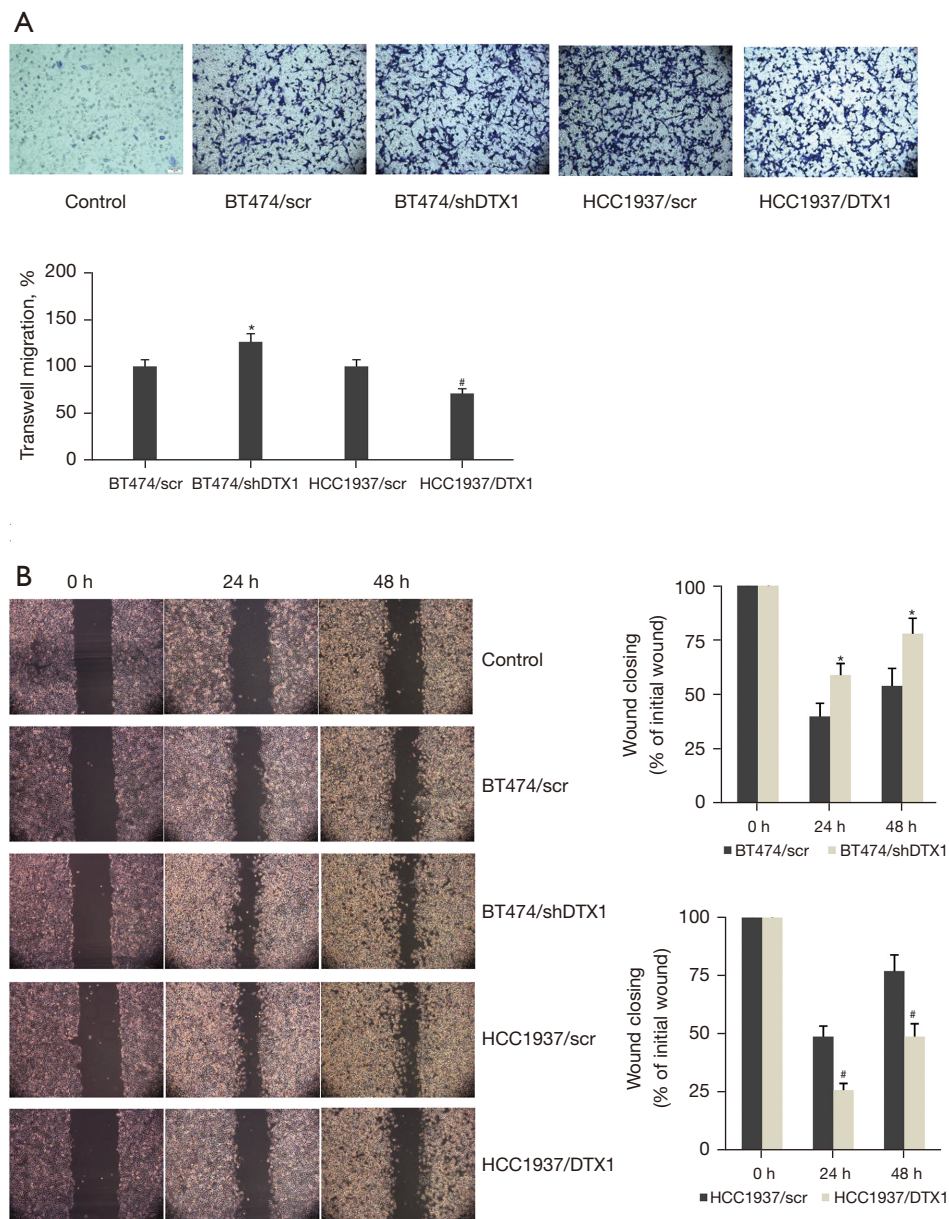 A
Control
BT474/scr
BT474/shDTX1
HCC1937/scr
HCC1937/DTX1
Transwell migration, %
200
150
100
50
0
*
#
BT474/scr
BT474/shDTX1
HCC1937/scr
HCC1937/DTX1
B
0 h
24 h
48 h
Control
BT474/scr
BT474/shDTX1
HCC1937/scr
HCC1937/DTX1
Wound closing
(% of initial wound)
100
75
50
25
0
*
*
0 h
24 h
48 h
BT474/scr
BT474/shDTX1
Wound closing
(% of initial wound)
100
75
50
25
0
#
#
0 h
24 h
48 h
HCC1937/scr
HCC1937/DTX1